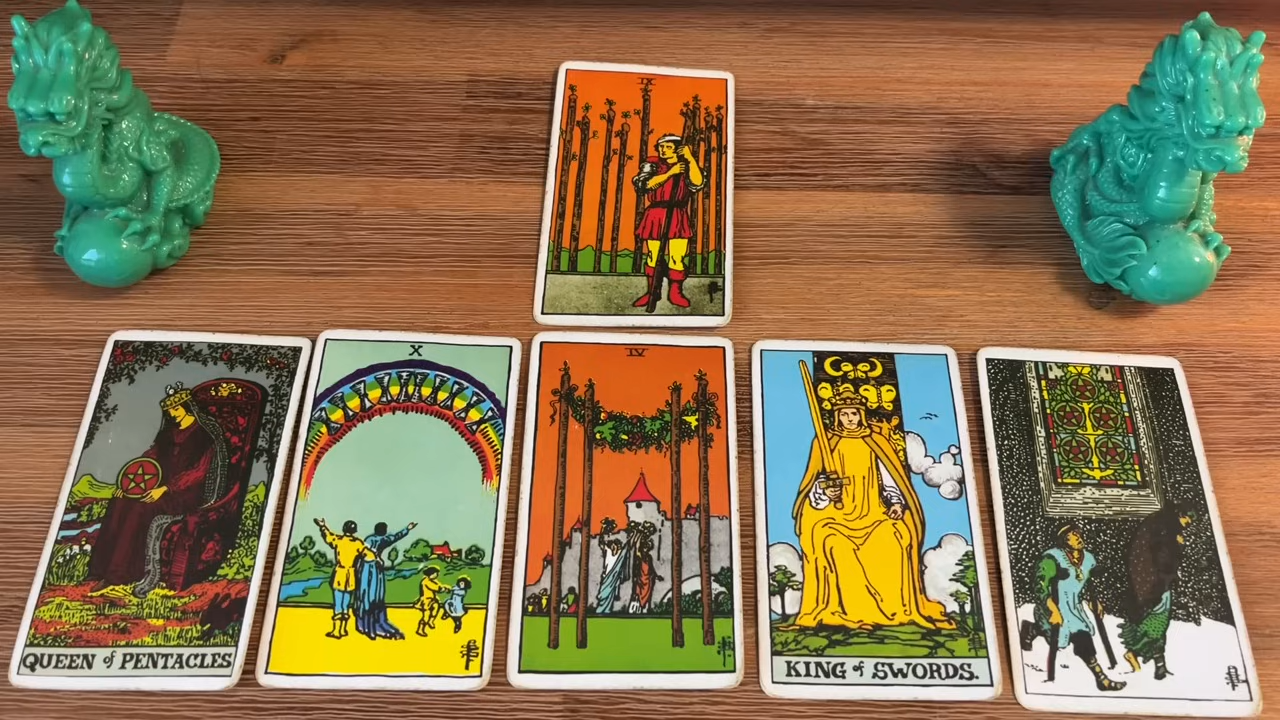 IX
X
IV
QUEEN of PENTACLES
KING of SWORDS.